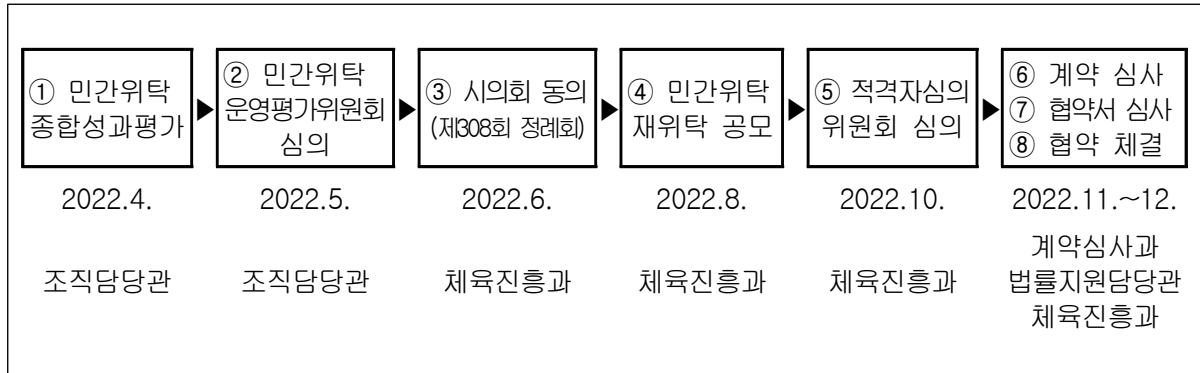 ① 민간위탁
종합성과평가
② 민간위탁
운영평가위원회
심의
③ 시의회 동의
(제308회 정례회)
④ 민간위탁
재위탁 공모
⑤ 적격자심의
위원회 심의
⑥ 계약 심사
⑦ 협약서 심사
⑧ 협약 체결
2022.4.
2022.5.
2022.6.
2022.8.
2022.10.
2022.11.~12.
조직담당관
조직담당관
체육진흥과
체육진흥과
체육진흥과
계약심사과
법률지원담당관
체육진흥과